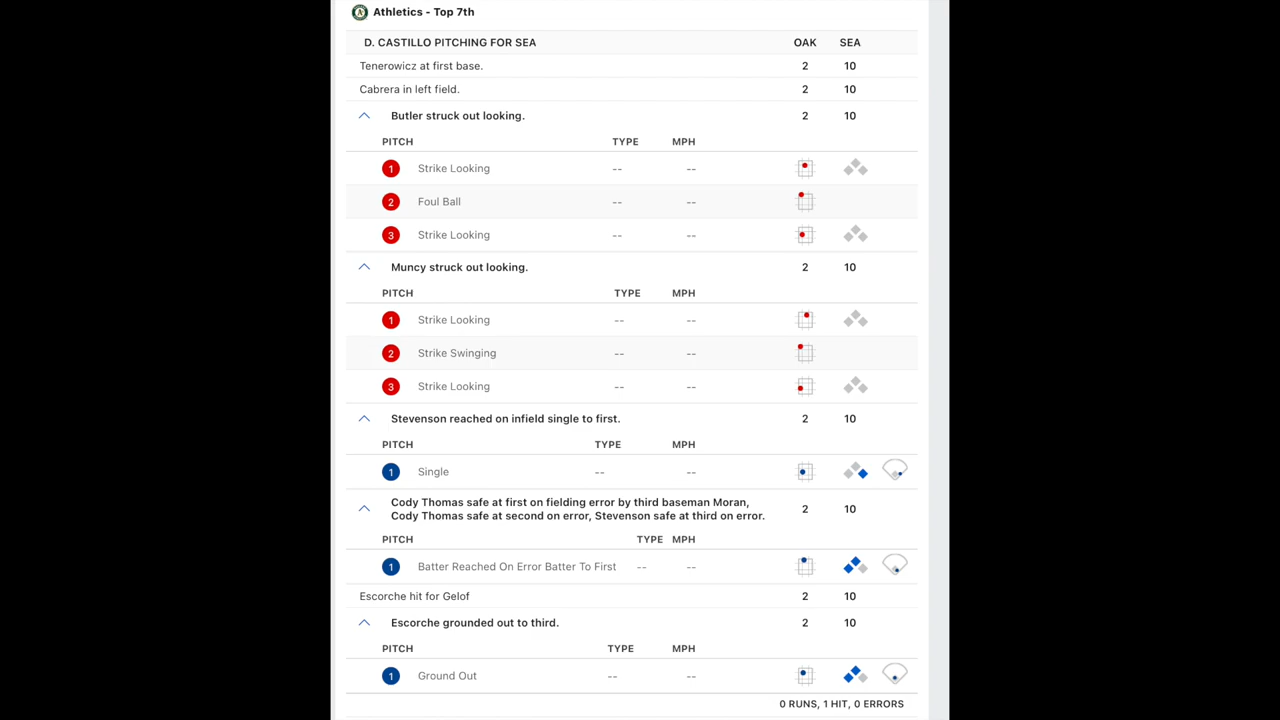 Athletics - Top 7th
D. CASTILLO PITCHING FOR SEA OAK SEA
Tenerowicz at first base. 2 10
Cabrera in left field. 2 10
Butler struck out looking. 2 10
PITCH TYPE MPH
1 Strike Looking -- --
2 Foul Ball -- --
3 Strike Looking -- --
Muncy struck out looking. 2 10
PITCH TYPE MPH
1 Strike Looking -- --
2 Strike Swinging -- --
3 Strike Looking -- --
Stevenson reached on infield single to first. 2 10
PITCH TYPE MPH
1 Single -- --
Cody Thomas safe at first on fielding error by third baseman Moran,
Cody Thomas safe at second on error, Stevenson safe at third on error. 2 10
PITCH TYPE MPH
1 Batter Reached On Error Batter To First -- --
Escorche hit for Gelof 2 10
Escorche grounded out to third. 2 10
PITCH TYPE MPH
1 Ground Out -- --
0 RUNS, 1 HIT, 0 ERRORS